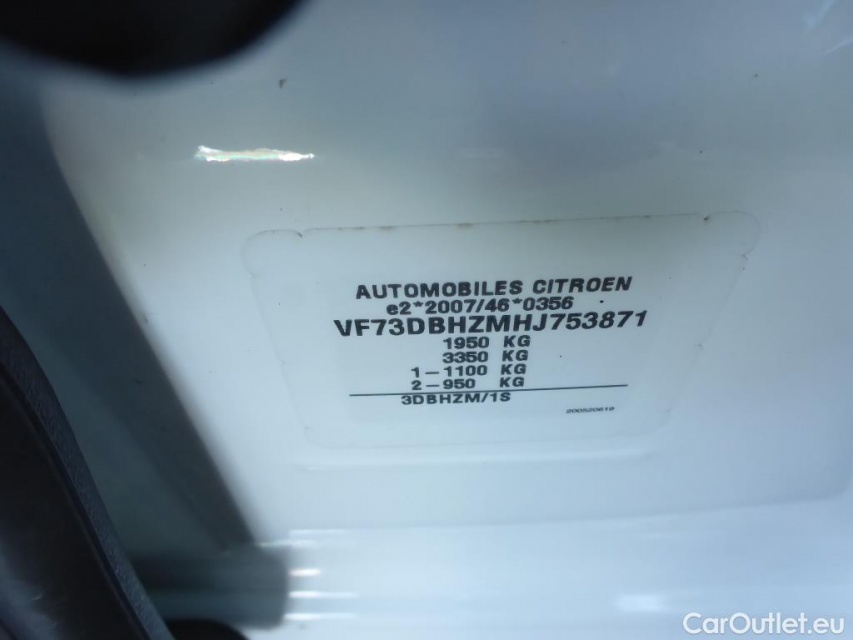 AUTOMOBILES CITROEN
e2*2007/46*0356
VF73DBHZMHJ753871
1950 KG
3350 KG
1-1100 KG
2-950 KG
3DBHZM/1S
200520619
CarOutlet.eu